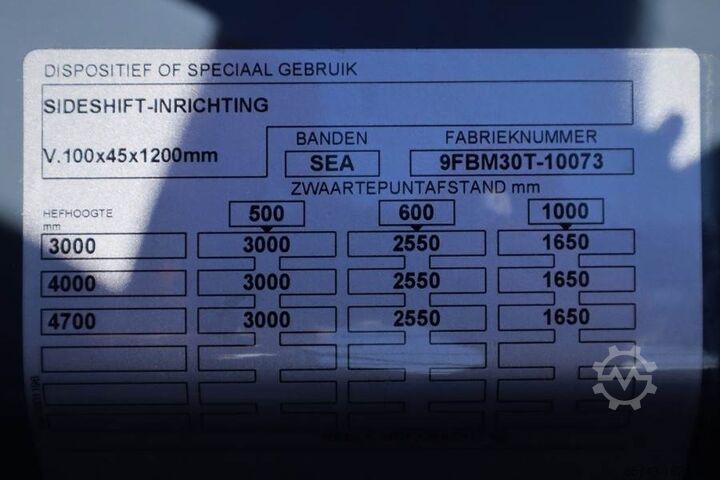 DISPOSITIEF OF SPECIAAL GEBRUIK
SIDESHIFT-INRICHTING
V.100x45x1200mm
BANDEN FABRIEKNUMMER
SEA 9FBM30T-10073
ZWAARTEPUNTAFSTAND mm
HEFHOOGTE
mm
500 600 1000
3000 3000 2550 1650
4000 3000 2550 1650
4700 3000 2550 1650